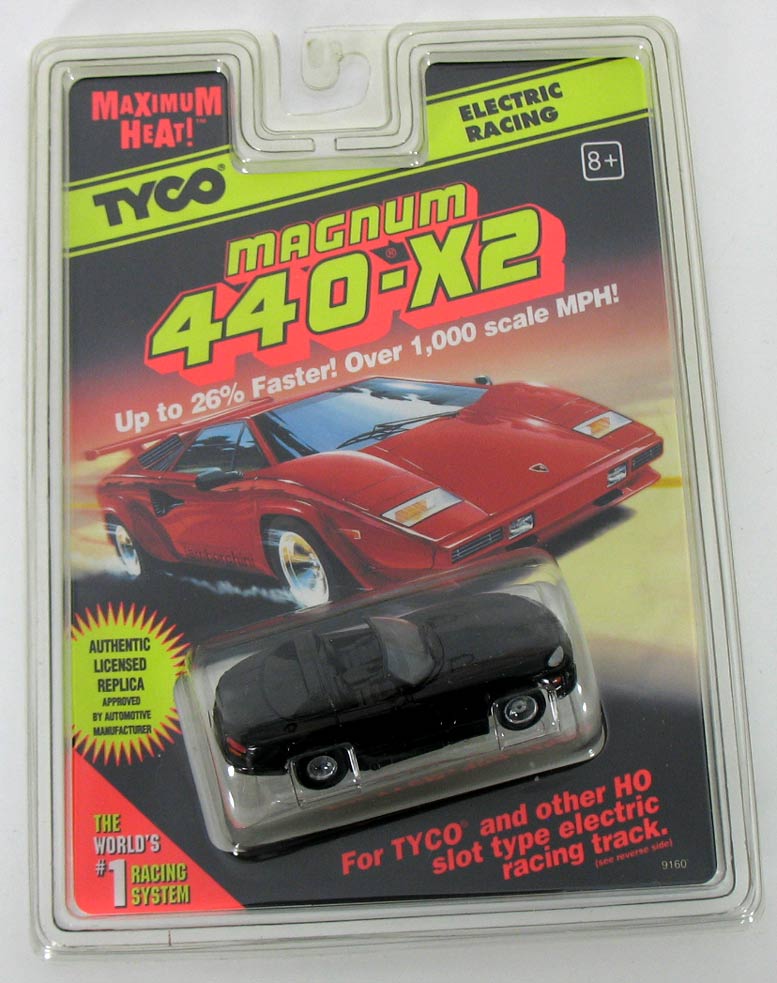 MAXIMUM
HEAT!™
TYCO®
ELECTRIC
RACING
8+
MAGNUM
440-X2®
Up to 26% Faster! Over 1,000 scale MPH!
Lamborghini
AUTHENTIC
LICENSED
REPLICA
APPROVED
BY AUTOMOTIVE
MANUFACTURER
THE
WORLD'S
#1 RACING
SYSTEM
For TYCO® and other HO
slot type electric
racing track.
(see reverse side)
9160